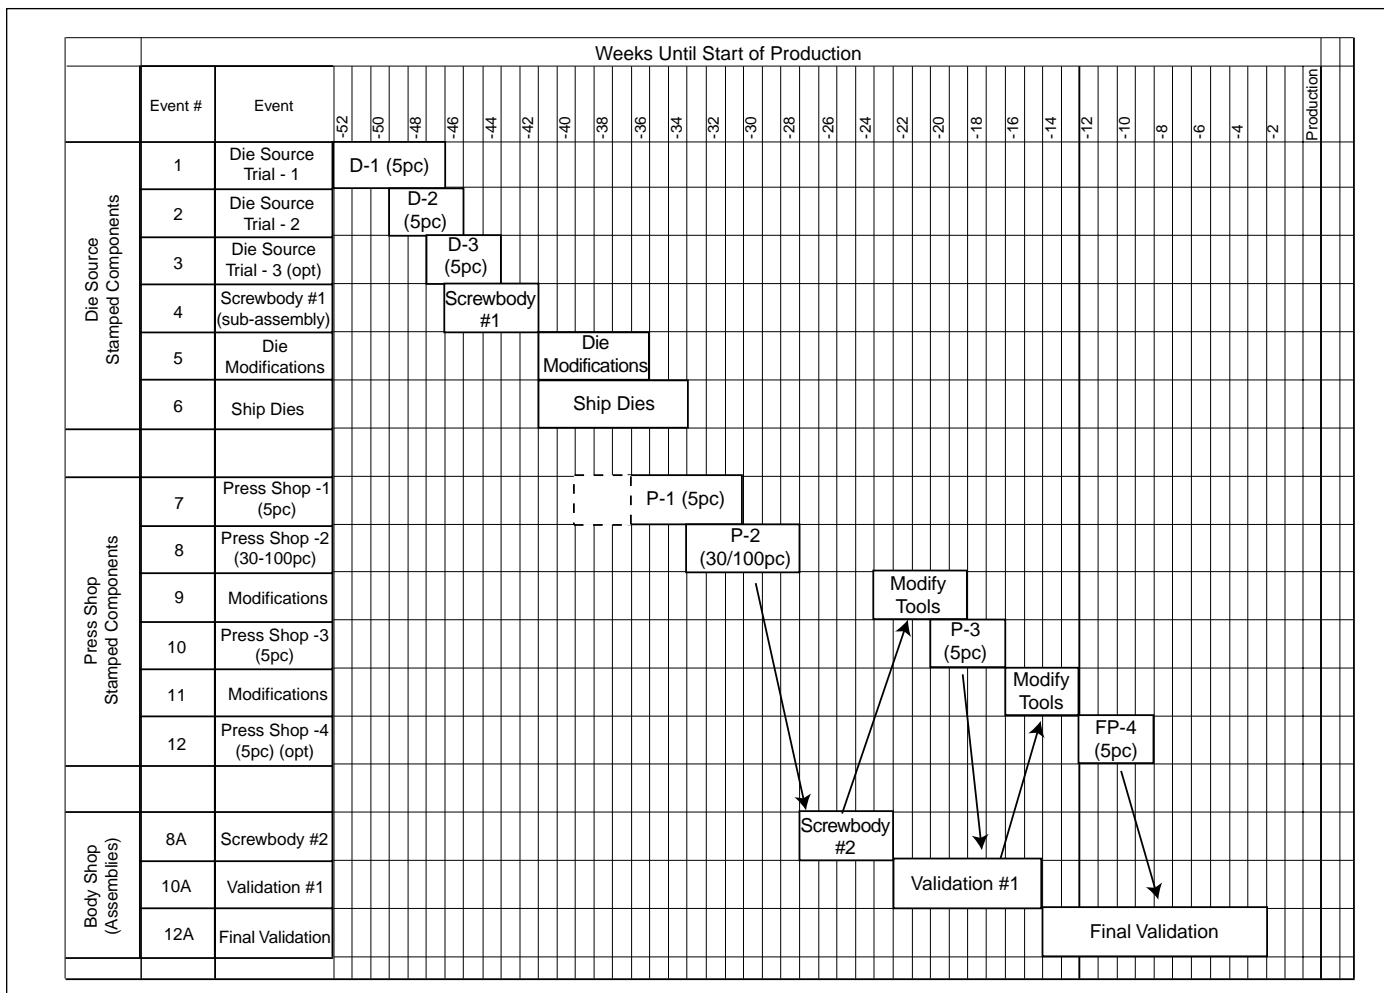 Weeks Until Start of Production
Event #
Event
-52
-50
-48
-46
-44
-42
-40
-38
-36
-34
-32
-30
-28
-26
-24
-22
-20
-18
-16
-14
-12
-10
-8
-6
-4
-2
Production
Die Source
Stamped Components
1
Die Source
Trial - 1
D-1 (5pc)
2
Die Source
Trial - 2
D-2
(5pc)
3
Die Source
Trial - 3 (opt)
D-3
(5pc)
4
Screwbody #1
(sub-assembly)
Screwbody
#1
5
Die
Modifications
Die
Modifications
6
Ship Dies
Ship Dies
Press Shop
Stamped Components
7
Press Shop -1
(5pc)
P-1 (5pc)
8
Press Shop -2
(30-100pc)
P-2
(30/100pc)
9
Modifications
Modify
Tools
10
Press Shop -3
(5pc)
P-3
(5pc)
11
Modifications
Modify
Tools
12
Press Shop -4
(5pc) (opt)
FP-4
(5pc)
Body Shop
(Assemblies)
8A
Screwbody #2
Screwbody
#2
10A
Validation #1
Validation #1
12A
Final Validation
Final Validation